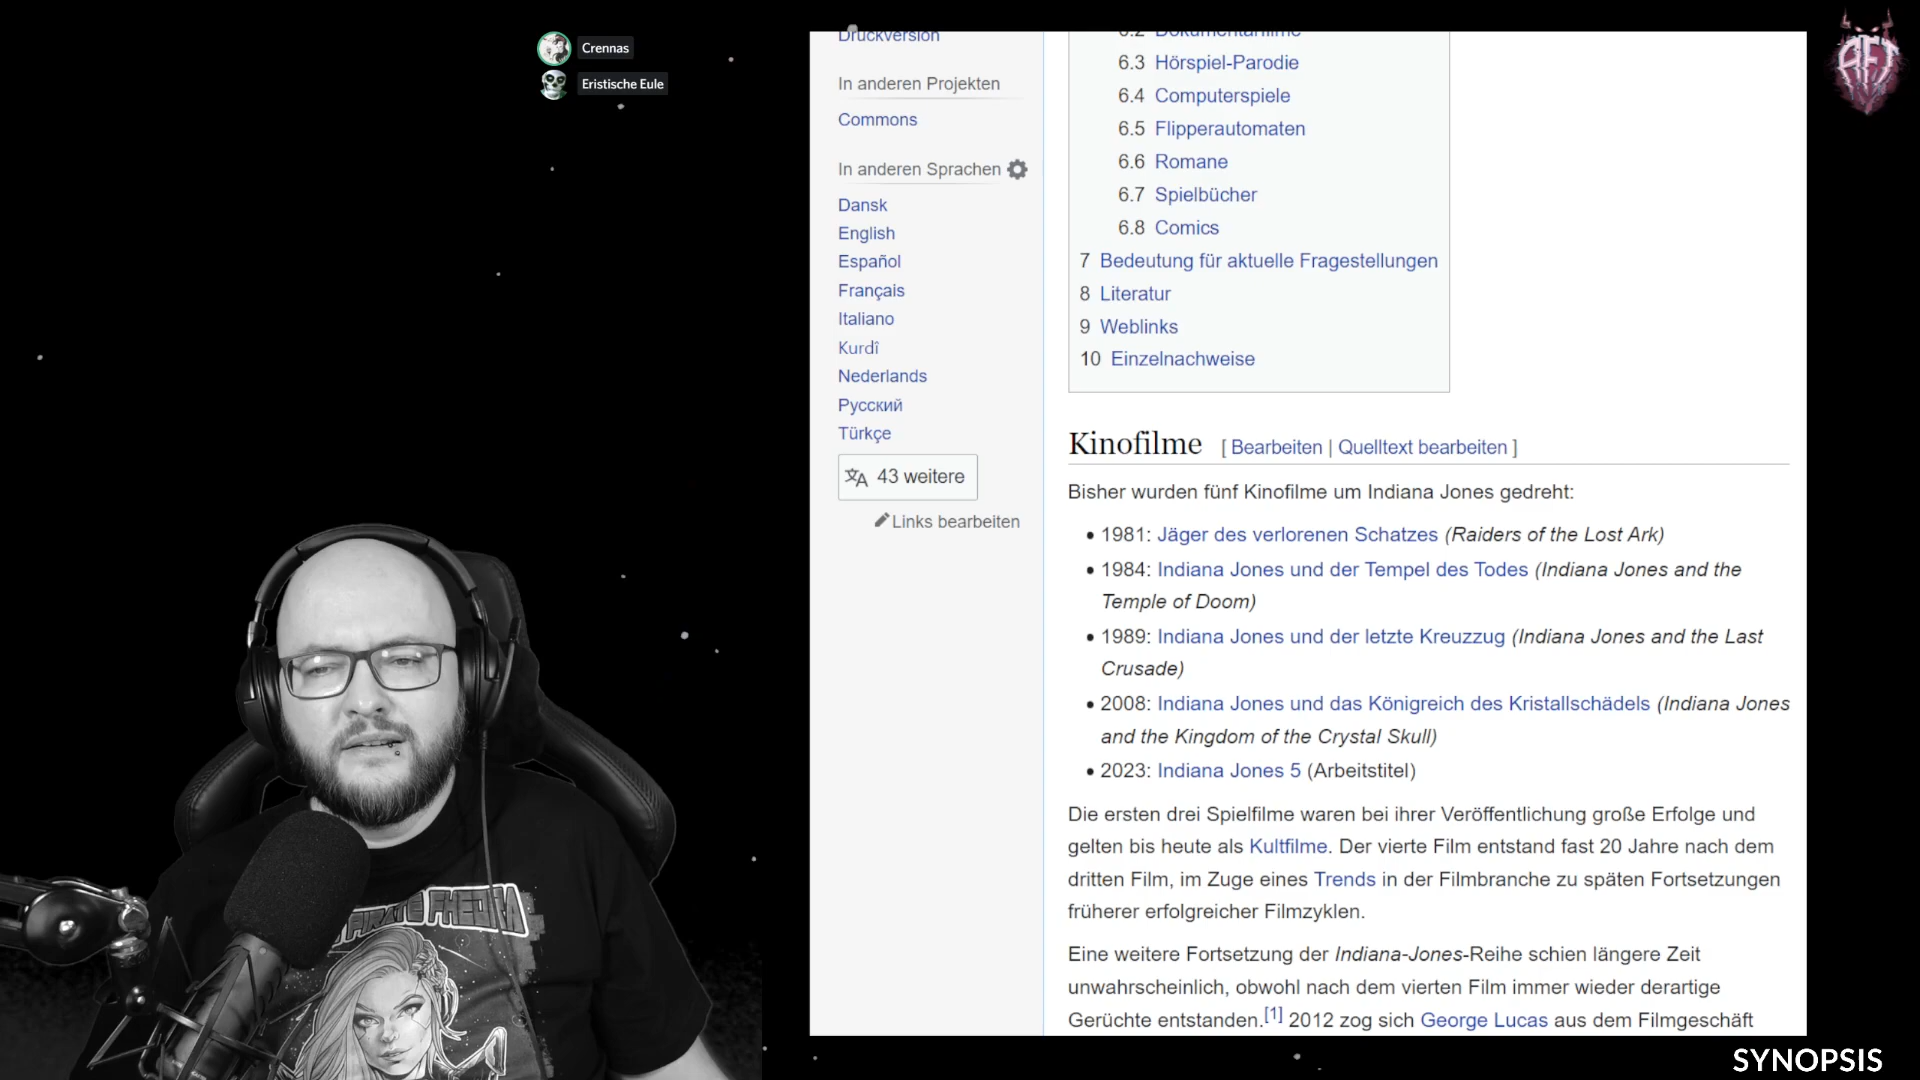 Crennas
Eristische Eule
Druckversion
In anderen Projekten
Commons
In anderen Sprachen
Dansk
English
Español
Français
Italiano
Kurdî
Nederlands
Русский
Türkçe
43 weitere
Links bearbeiten
6.2 Dokumentarfilme
6.3 Hörspiel-Parodie
6.4 Computerspiele
6.5 Flipperautomaten
6.6 Romane
6.7 Spielbücher
6.8 Comics
7 Bedeutung für aktuelle Fragestellungen
8 Literatur
9 Weblinks
10 Einzelnachweise
Kinofilme [ Bearbeiten | Quelltext bearbeiten ]
Bisher wurden fünf Kinofilme um Indiana Jones gedreht:
• 1981: Jäger des verlorenen Schatzes (Raiders of the Lost Ark)
• 1984: Indiana Jones und der Tempel des Todes (Indiana Jones and the
Temple of Doom)
• 1989: Indiana Jones und der letzte Kreuzzug (Indiana Jones and the Last
Crusade)
• 2008: Indiana Jones und das Königreich des Kristallschädels (Indiana Jones
and the Kingdom of the Crystal Skull)
• 2023: Indiana Jones 5 (Arbeitstitel)
Die ersten drei Spielfilme waren bei ihrer Veröffentlichung große Erfolge und
gelten bis heute als Kultfilme. Der vierte Film entstand fast 20 Jahre nach dem
dritten Film, im Zuge eines Trends in der Filmbranche zu späten Fortsetzungen
früherer erfolgreicher Filmzyklen.
Eine weitere Fortsetzung der Indiana-Jones-Reihe schien längere Zeit
unwahrscheinlich, obwohl nach dem vierten Film immer wieder derartige
Gerüchte entstanden.[1] 2012 zog sich George Lucas aus dem Filmgeschäft
SYNOPSIS